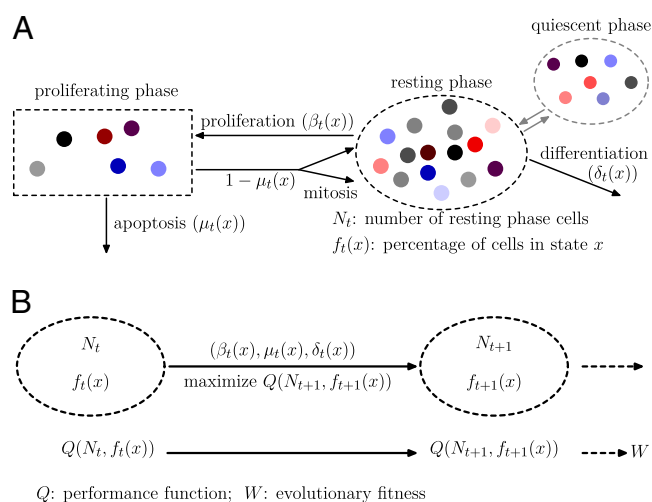 A
quiescent phase
proliferating phase
resting phase
proliferation (βₜ(x))
differentiation
(δₜ(x))
1 − μₜ(x)
mitosis
apoptosis (μₜ(x))
Nₜ: number of resting phase cells
fₜ(x): percentage of cells in state x
B
Nₜ
fₜ(x)
(βₜ(x), μₜ(x), δₜ(x))
maximize Q(Nₜ₊₁, fₜ₊₁(x))
Nₜ₊₁
fₜ₊₁(x)
Q(Nₜ, fₜ(x))
Q(Nₜ₊₁, fₜ₊₁(x))
W
Q: performance function; W: evolutionary fitness